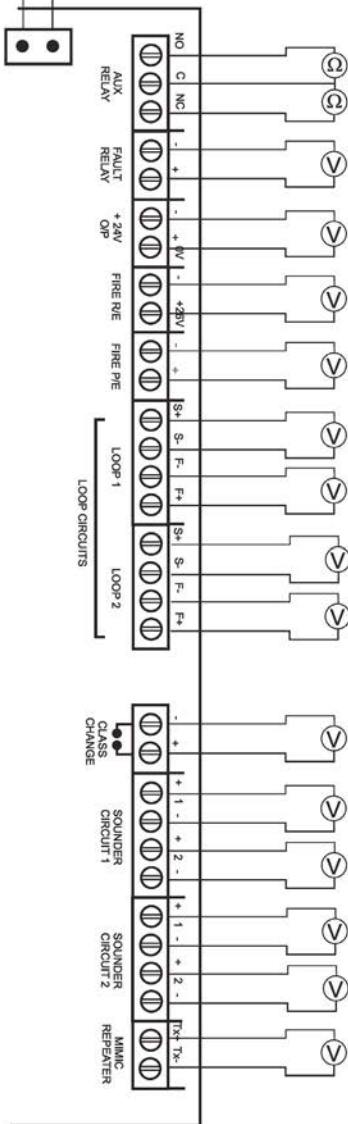 NO
C
NC
AUX
RELAY
Ω
Ω
-
+
FAULT
RELAY
V
-
+ 0V
+ 24V
O/P
V
-
+28V
FIRE R/E
V
-
+
FIRE P/E
V
S+
S-
F-
F+
LOOP 1
V
V
S+
S-
F-
F+
LOOP 2
V
V
LOOP CIRCUITS
-
+
CLASS
CHANGE
V
+
1
-
+
2
-
SOUNDER
CIRCUIT 1
V
V
+
1
-
+
2
-
SOUNDER
CIRCUIT 2
V
V
Tx+
Tx-
MIMIC
REPEATER
V